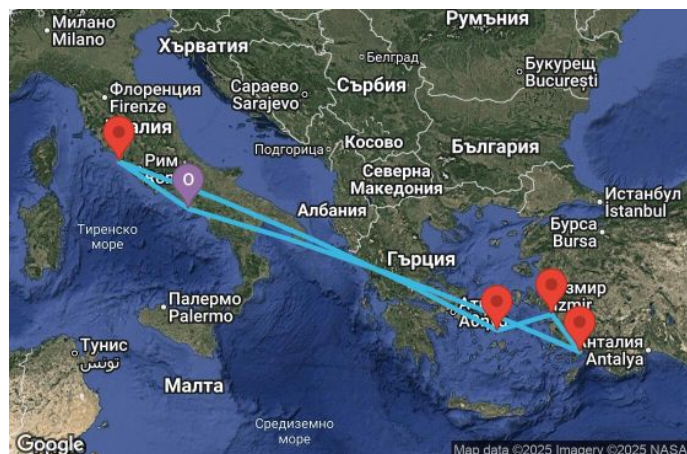 РУМЪНИЯ
Милано
Milano
ХЪРВАТИЯ
Белград
Букурещ
București
СЪРБИЯ
Сараево
Sarajevo
Флоренция
Firenze
Подгорица
КОСОВО
БЪЛГАРИЯ
РИМ
СЕВЕРНА
МАКЕДОНИЯ
О
АЛБАНИЯ
Истанбул
İstanbul
Бурса
Bursa
Тиренско
море
ГЪРЦИЯ
Палермо
Palermo
Анталия
Antalya
Тунис
تونس
МАЛТА
Средиземно
море
Google
Map data ©2025 Imagery ©2025 NASA